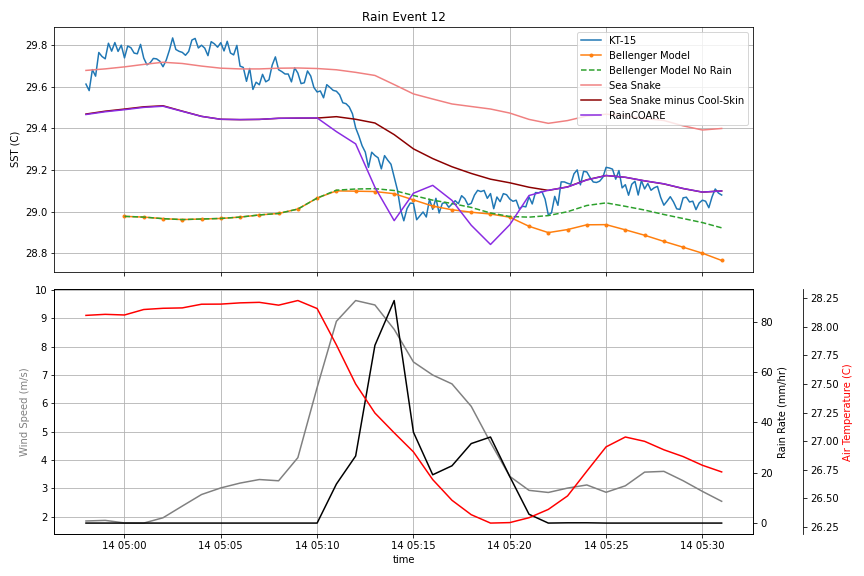 Rain Event 12
SST (C)
29.8
29.6
29.4
29.2
29.0
28.8
KT-15
Bellenger Model
Bellenger Model No Rain
Sea Snake
Sea Snake minus Cool-Skin
RainCOARE
Wind Speed (m/s)
10
9
8
7
6
5
4
3
2
80
60
40
20
0
Rain Rate (mm/hr)
28.25
28.00
27.75
27.50
27.25
27.00
26.75
26.50
26.25
Air Temperature (C)
14 05:00 14 05:05 14 05:10 14 05:15 14 05:20 14 05:25 14 05:30
time